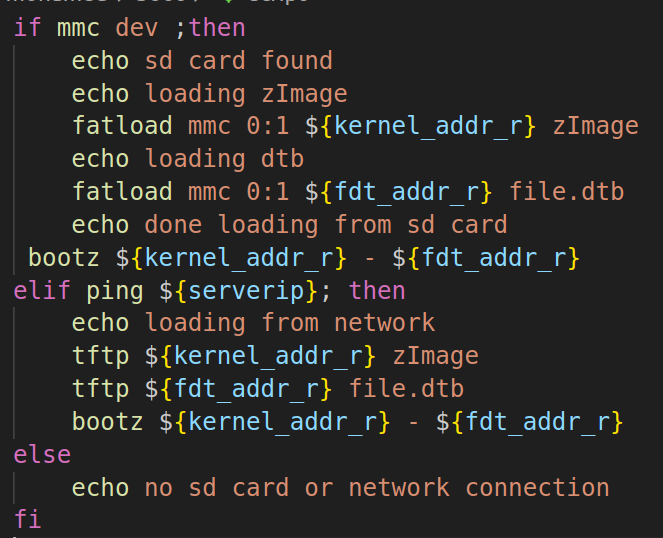 if mmc dev ;then
echo sd card found
echo loading zImage
fatload mmc 0:1 ${kernel_addr_r} zImage
echo loading dtb
fatload mmc 0:1 ${fdt_addr_r} file.dtb
echo done loading from sd card
bootz ${kernel_addr_r} - ${fdt_addr_r}
elif ping ${serverip}; then
echo loading from network
tftp ${kernel_addr_r} zImage
tftp ${fdt_addr_r} file.dtb
bootz ${kernel_addr_r} - ${fdt_addr_r}
else
echo no sd card or network connection
fi